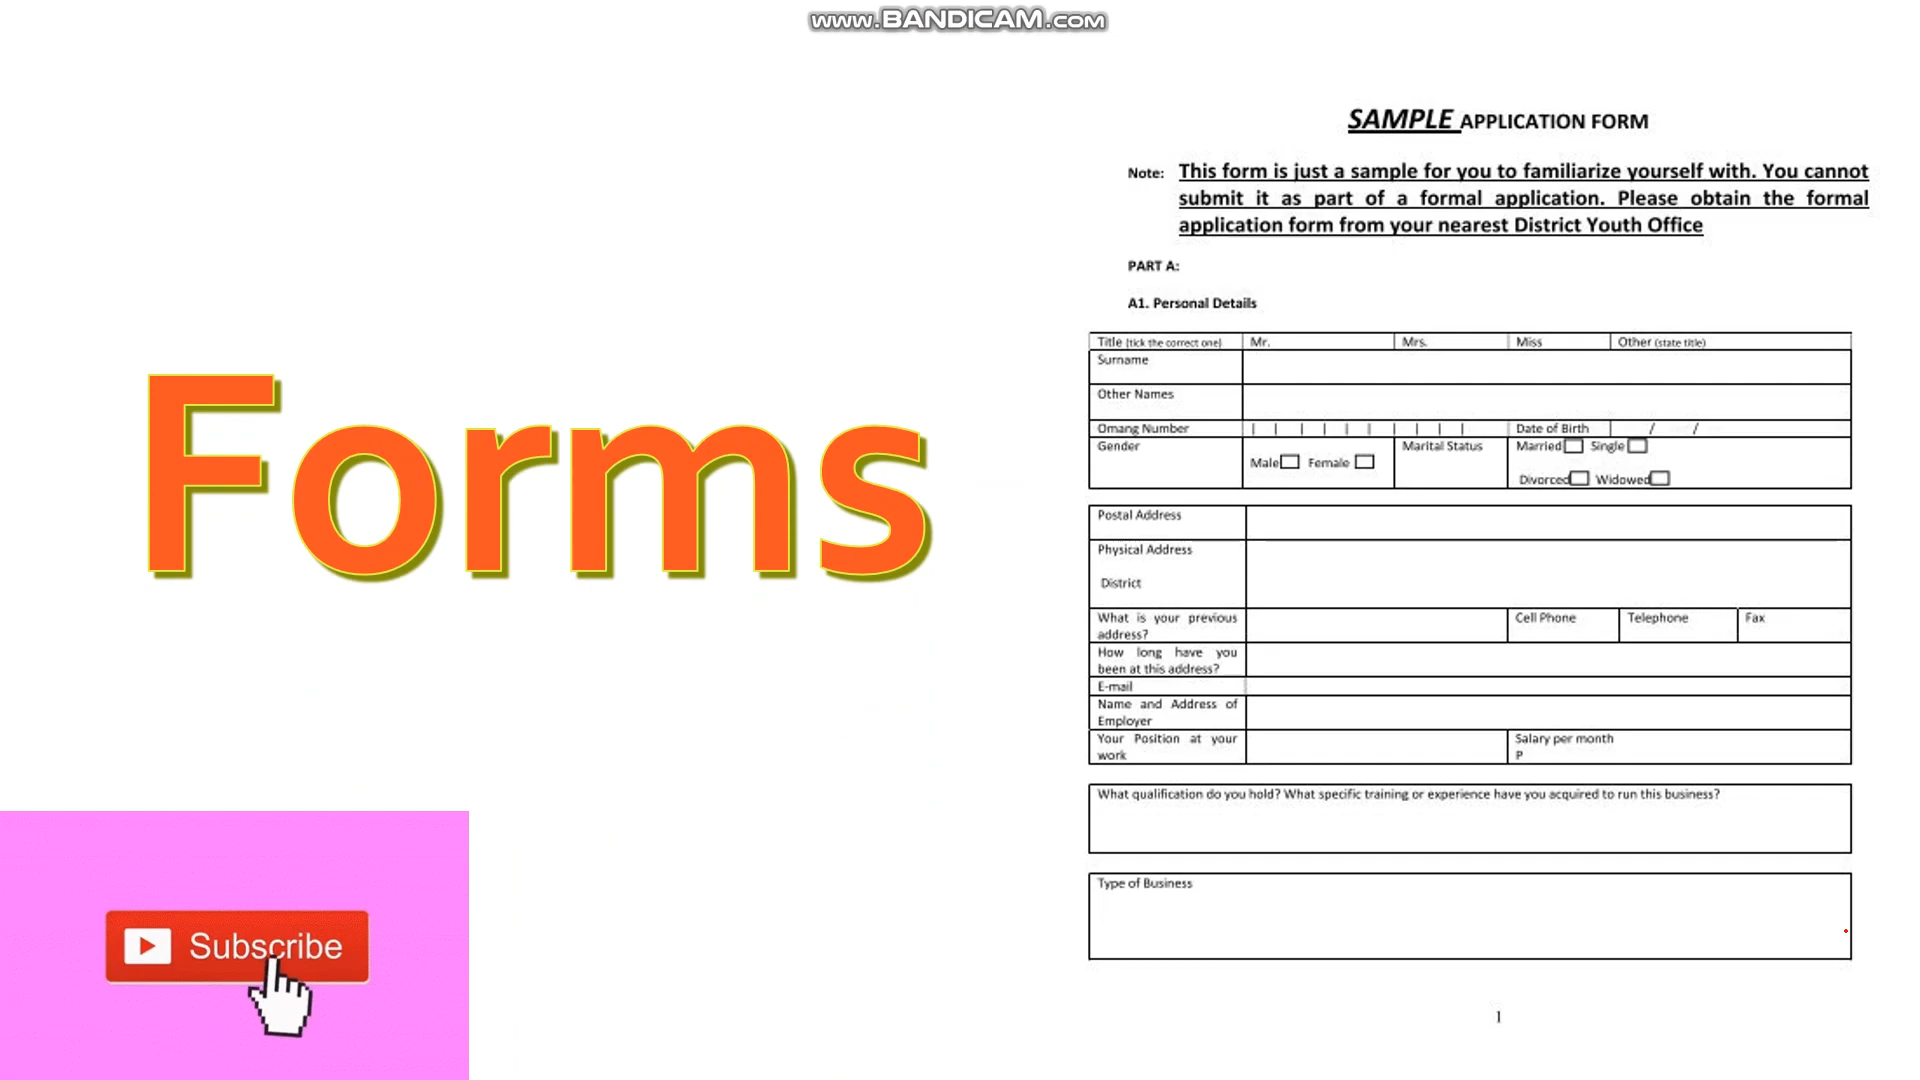 www.BANDICAM.com
SAMPLE APPLICATION FORM
Note: This form is just a sample for you to familiarize yourself with. You cannot
submit it as part of a formal application. Please obtain the formal
application form from your nearest District Youth Office
PART A:
A1. Personal Details
Title (tick the correct one) Mr. Mrs. Miss Other (state title)
Surname
Other Names
Omang Number Date of Birth / /
Gender Male Female Marital Status Married Single
Divorced Widowed
Forms
Postal Address
Physical Address
District
What is your previous
address?
Cell Phone Telephone Fax
How long have you
been at this address?
E-mail
Name and Address of
Employer
Your Position at your
work
Salary per month
P
What qualification do you hold? What specific training or experience have you acquired to run this business?
Type of Business
1
Subscribe